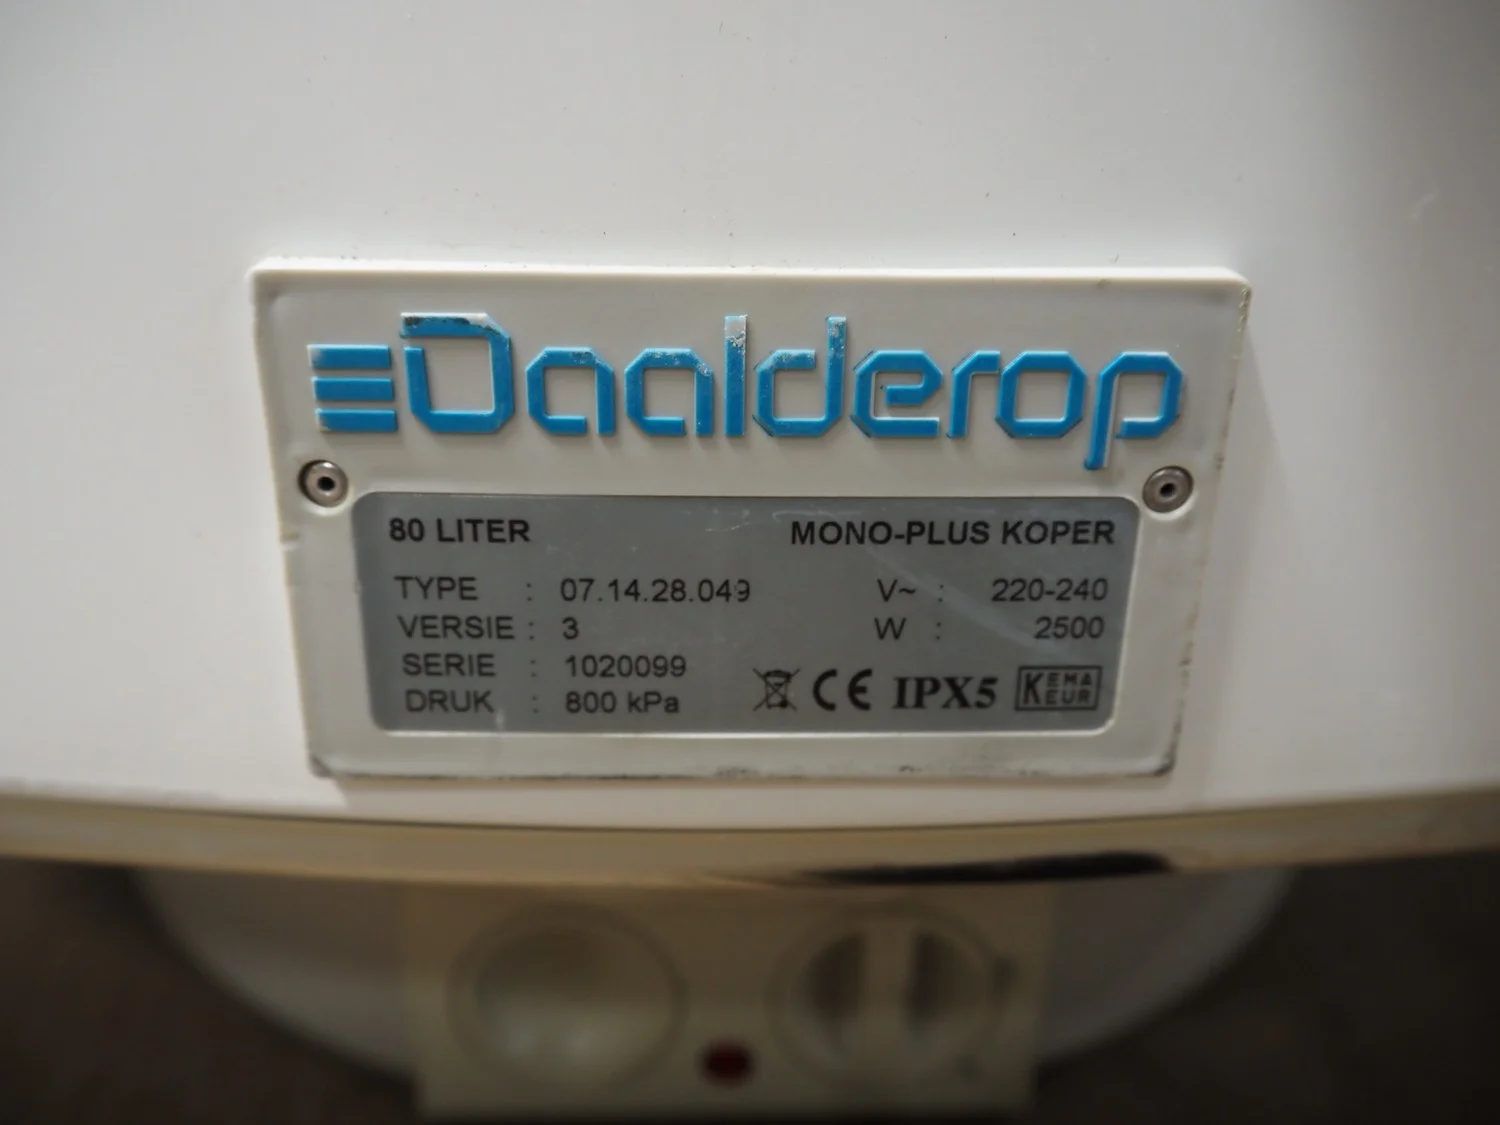 Daalderop
80 LITER MONO-PLUS KOPER
TYPE : 07.14.28.049 V~ : 220-240
VERSIE : 3 W : 2500
SERIE : 1020099
DRUK : 800 kPa CE IPX5 KEMA KEUR